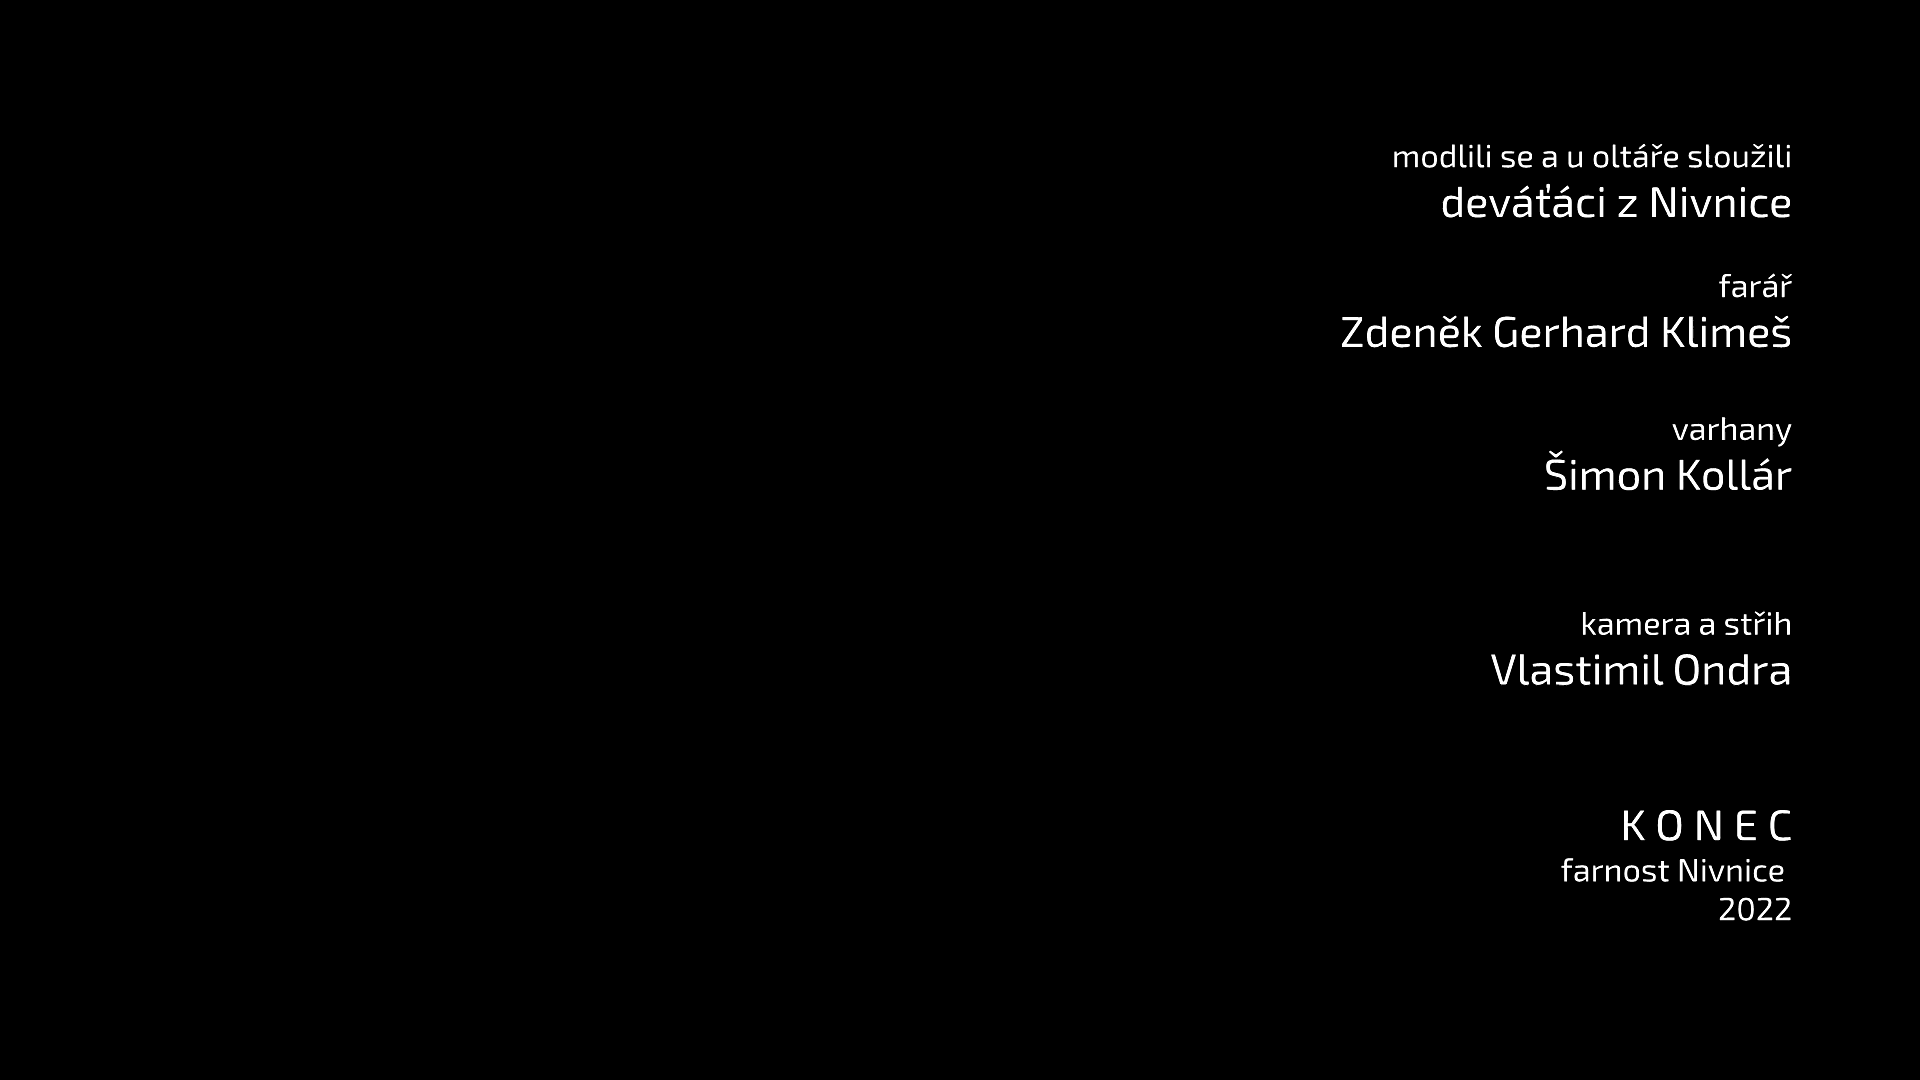 modlili se a u oltáře sloužili
deváťáci z Nivnice
farář
Zdeněk Gerhard Klimeš
varhany
Šimon Kollár
kamera a střih
Vlastimil Ondra
K O N E C
farnost Nivnice
2022